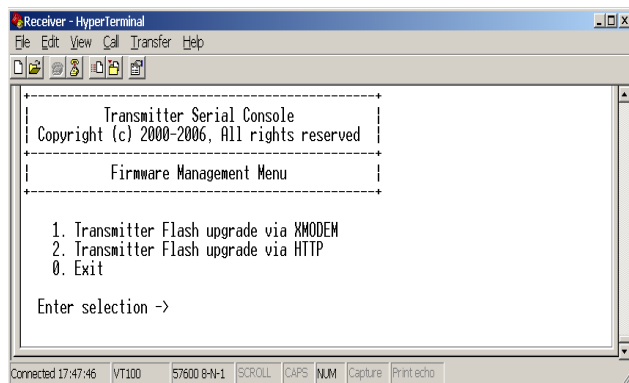 Receiver - HyperTerminal
File Edit View Call Transfer Help
Transmitter Serial Console
Copyright (c) 2000-2006, All rights reserved
Firmware Management Menu
1. Transmitter Flash upgrade via XMODEM
2. Transmitter Flash upgrade via HTTP
0. Exit
Enter selection ->
Connected 17:47:46 VT100 57600 8-N-1 SCROLL CAPS NUM Capture Print echo